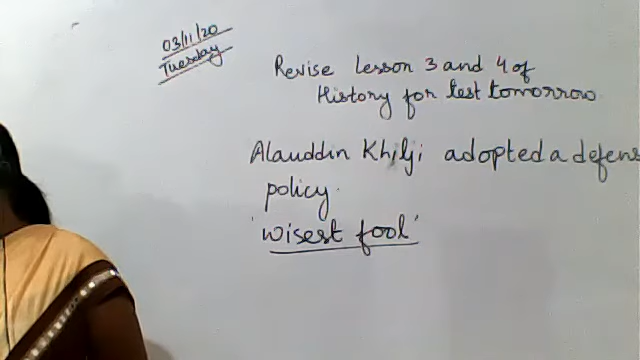 03/11/20
Tuesday
Revise lesson 3 and 4 of
History for test tomorrow
Alauddin Khilji adopted a defens
policy.
'Wisest fool'